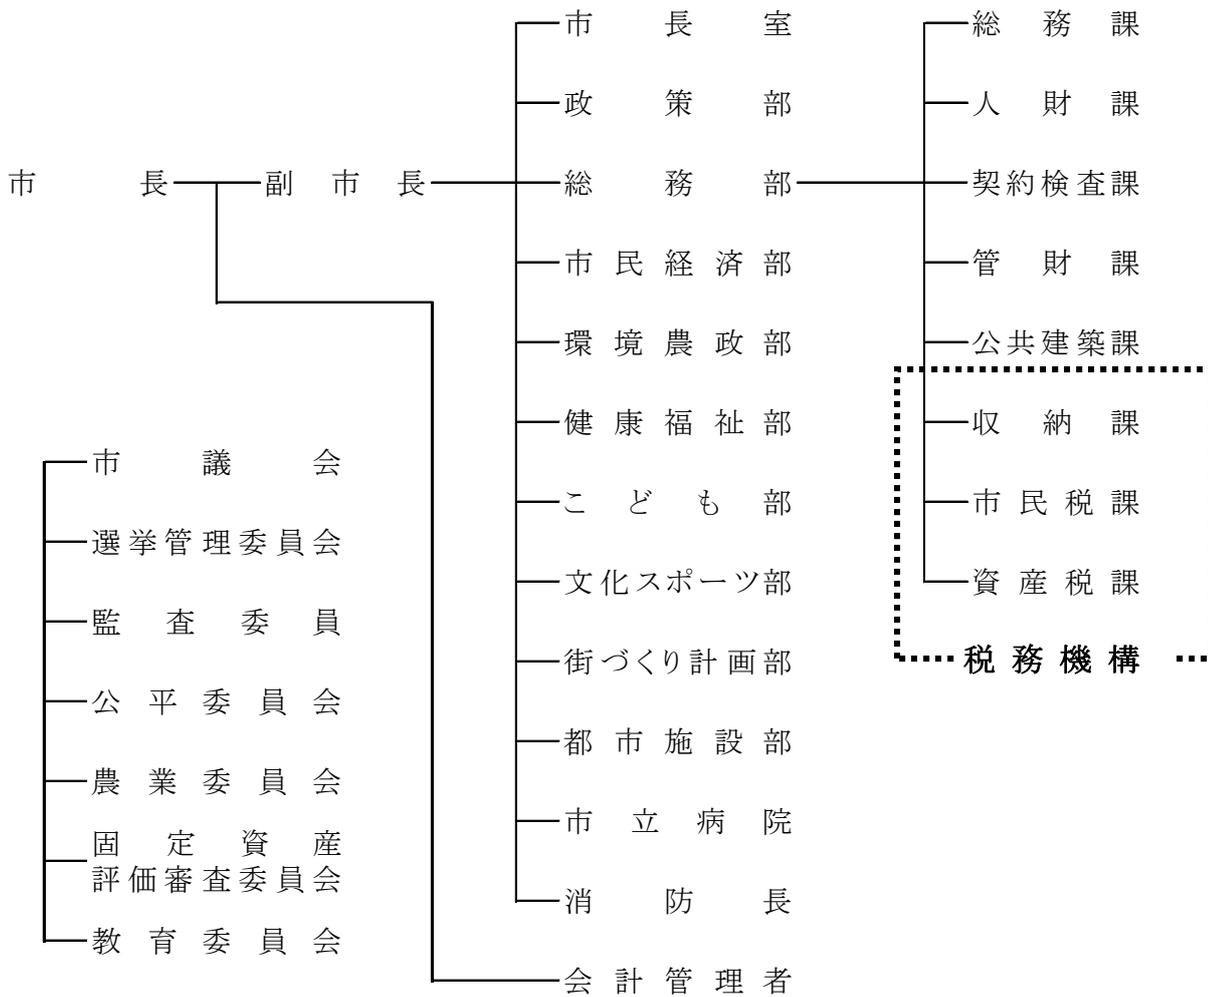 市長
副市長
市長室
政策部
総務部
市民経済部
環境農政部
健康福祉部
こども部
文化スポーツ部
街づくり計画部
都市施設部
市立病院
消防長
会計管理者
総務課
人財課
契約検査課
管財課
公共建築課
収納課
市民税課
資産税課
税務機構
市議会
選挙管理委員会
監査委員
公平委員会
農業委員会
固定資産
評価審査委員会
教育委員会